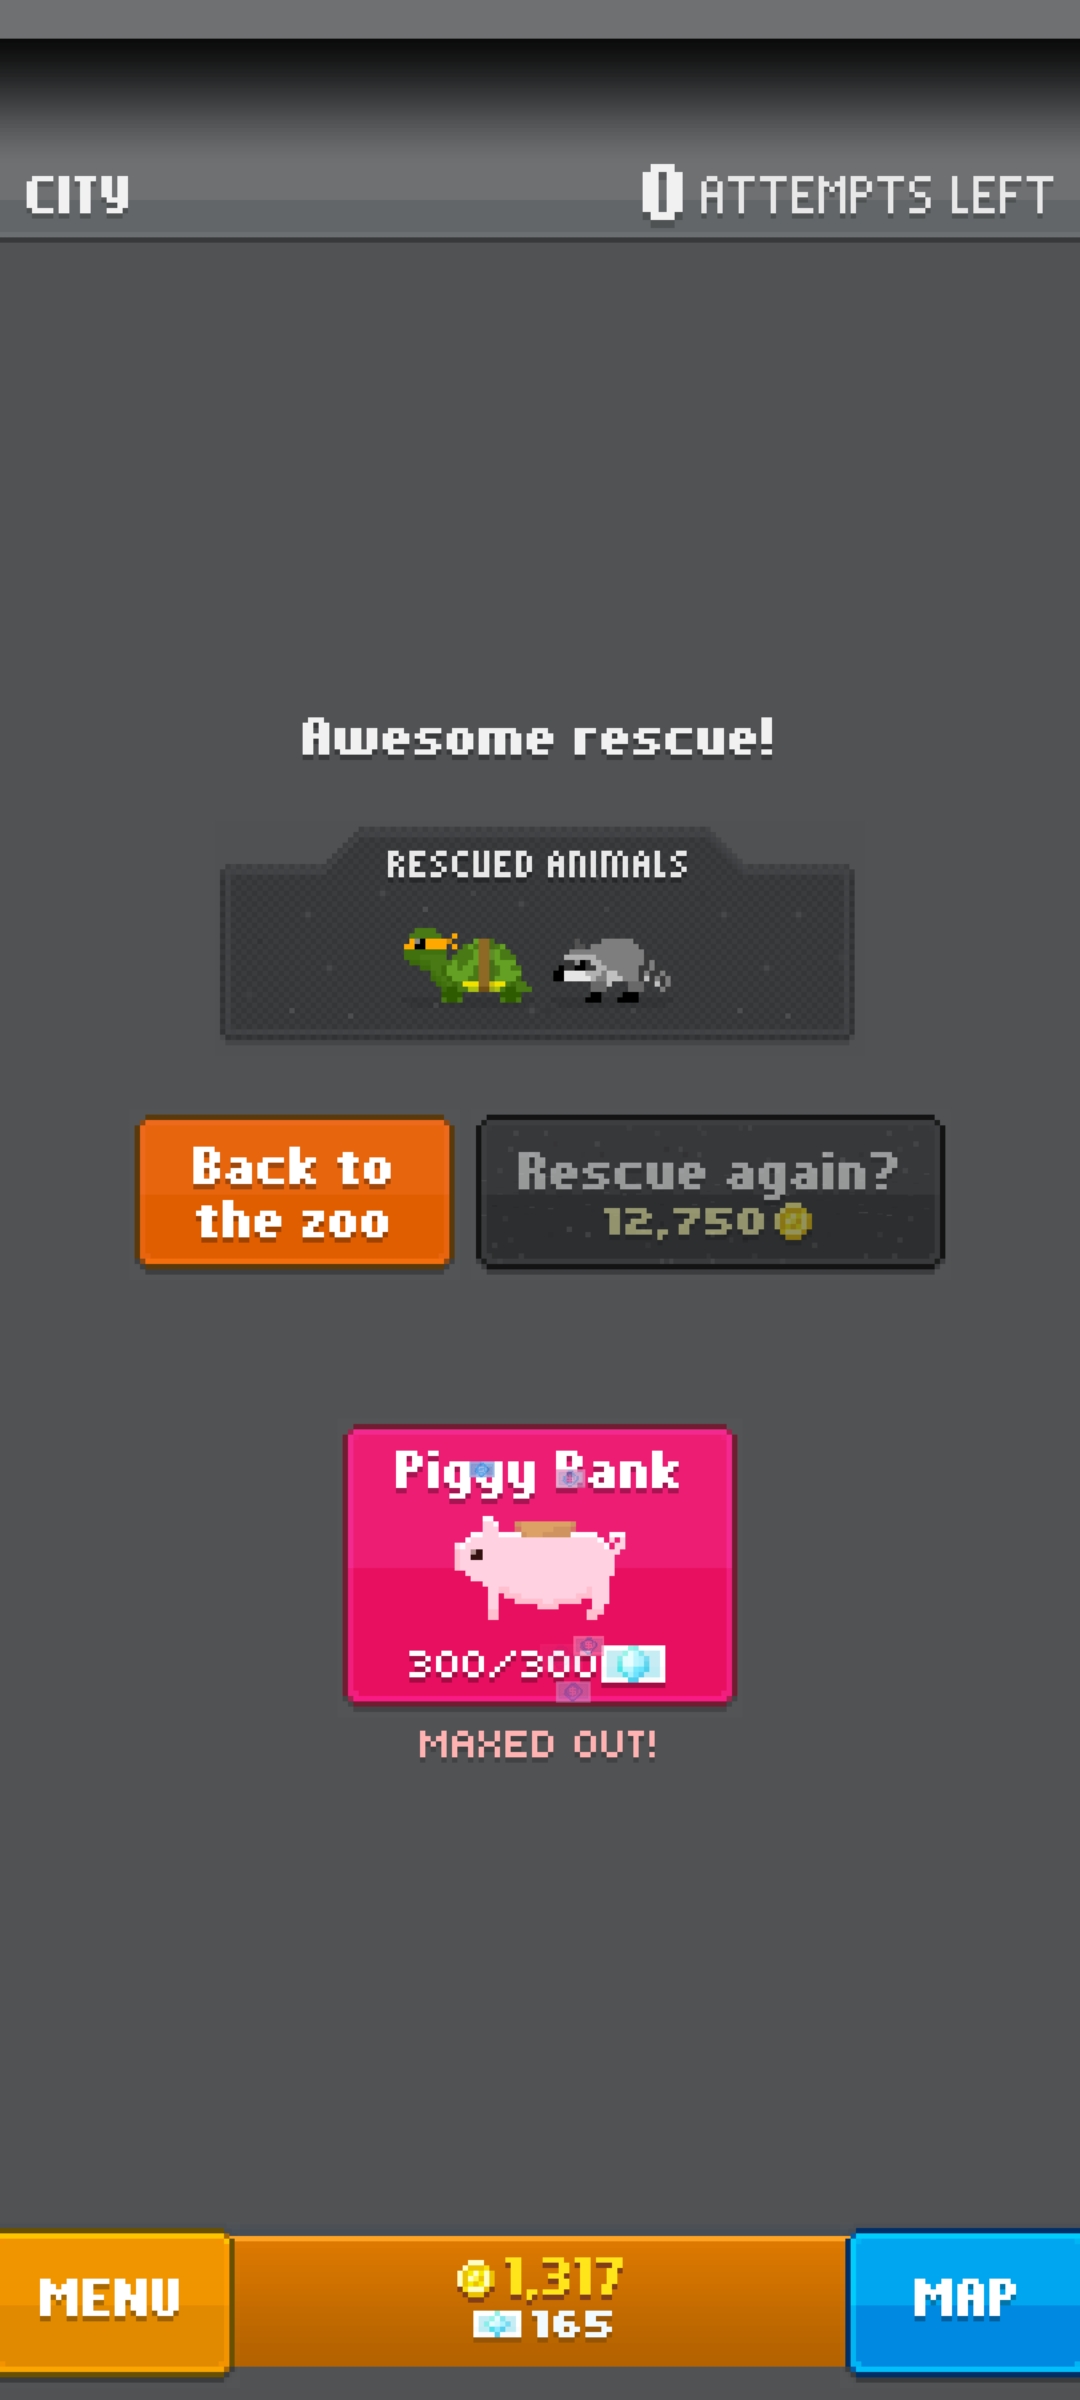 CITY
0 ATTEMPTS LEFT
Awesome rescue!
RESCUED ANIMALS
Back to
the zoo
Rescue again?
12,750
Piggy Bank
300/300
MAXED OUT!
MENU
1,317
165
MAP